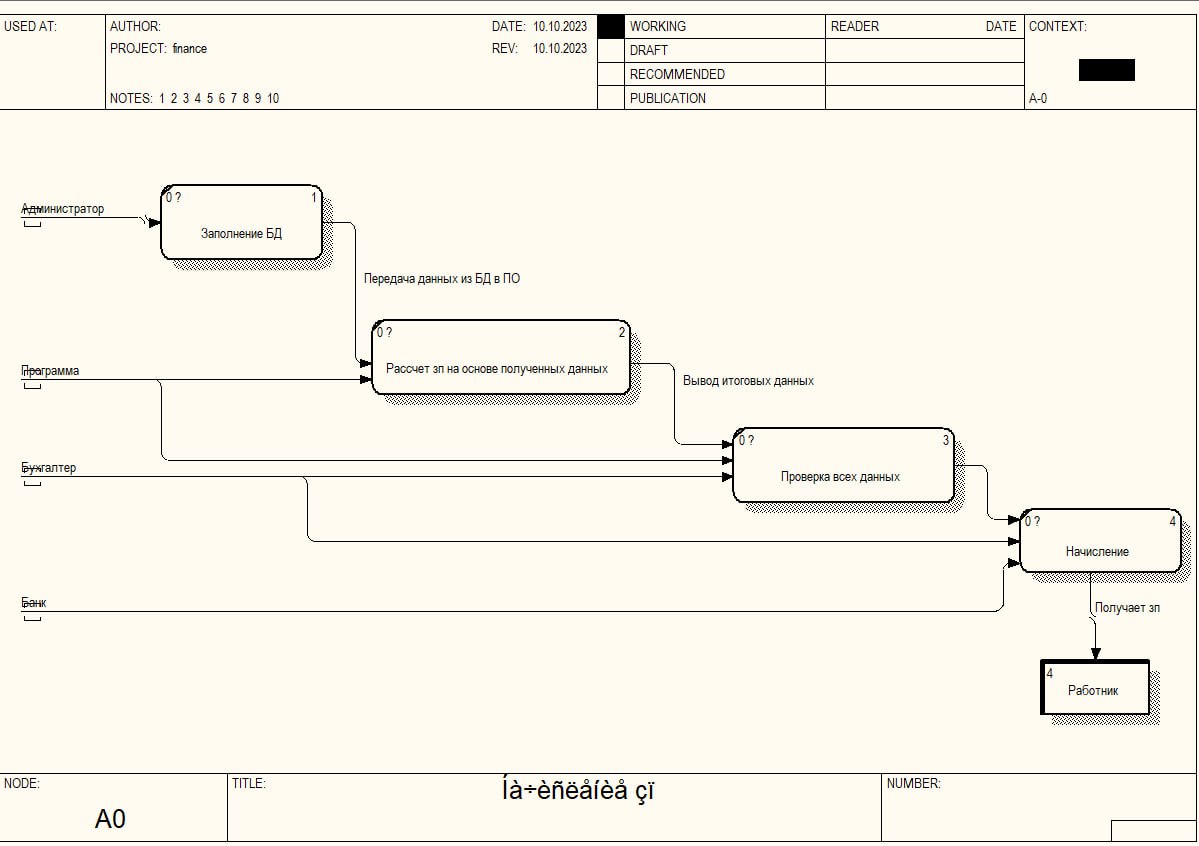 USED AT:
AUTHOR:
DATE: 10.10.2023
WORKING
READER
DATE
CONTEXT:
PROJECT: finance
REV: 10.10.2023
DRAFT
RECOMMENDED
NOTES: 1 2 3 4 5 6 7 8 9 10
PUBLICATION
A-0
0 ?
1
Администратор
Заполнение БД
Передача данных из БД в ПО
0 ?
2
Программа
Рассчет зп на основе полученных данных
Вывод итоговых данных
0 ?
3
Бухгалтер
Проверка всех данных
0 ?
4
Начисление
Банк
Получает зп
4
Работник
NODE:
TITLE:
Íà÷èñëåíèå çï
NUMBER:
A0